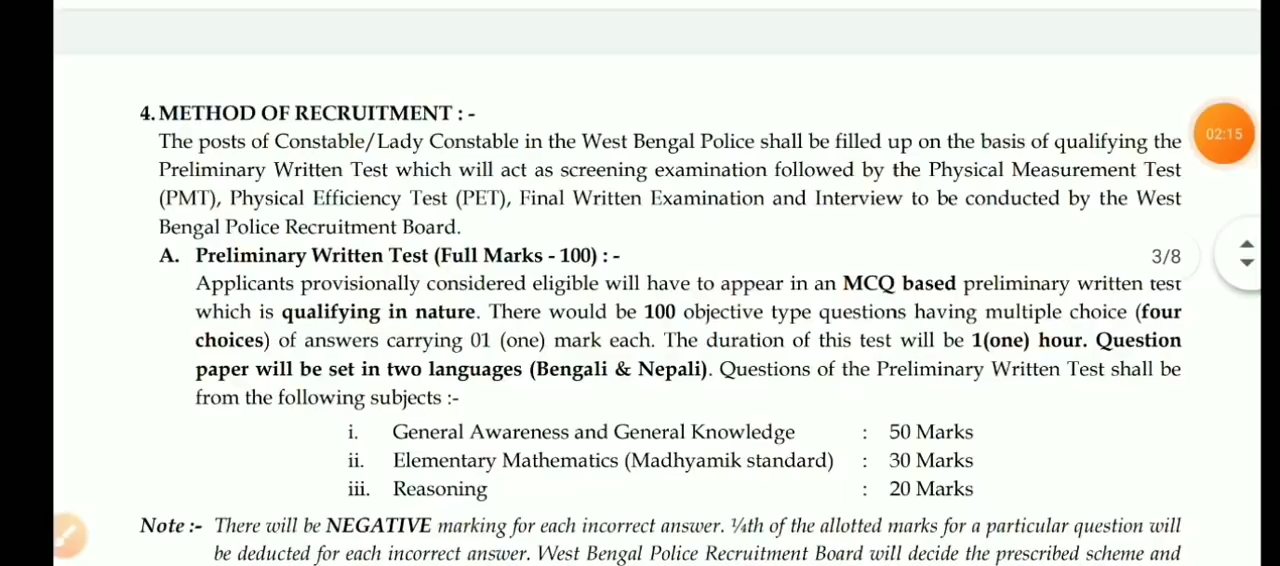 4. METHOD OF RECRUITMENT : -
The posts of Constable/Lady Constable in the West Bengal Police shall be filled up on the basis of qualifying the
02:15
Preliminary Written Test which will act as screening examination followed by the Physical Measurement Test
(PMT), Physical Efficiency Test (PET), Final Written Examination and Interview to be conducted by the West
Bengal Police Recruitment Board.
A. Preliminary Written Test (Full Marks - 100) : -
3/8
Applicants provisionally considered eligible will have to appear in an MCQ based preliminary written test
which is qualifying in nature. There would be 100 objective type questions having multiple choice (four
choices) of answers carrying 01 (one) mark each. The duration of this test will be 1(one) hour. Question
paper will be set in two languages (Bengali & Nepali). Questions of the Preliminary Written Test shall be
from the following subjects :-
i. General Awareness and General Knowledge : 50 Marks
ii. Elementary Mathematics (Madhyamik standard) : 30 Marks
iii. Reasoning : 20 Marks
Note :- There will be NEGATIVE marking for each incorrect answer. ¼th of the allotted marks for a particular question will
be deducted for each incorrect answer. West Bengal Police Recruitment Board will decide the prescribed scheme and